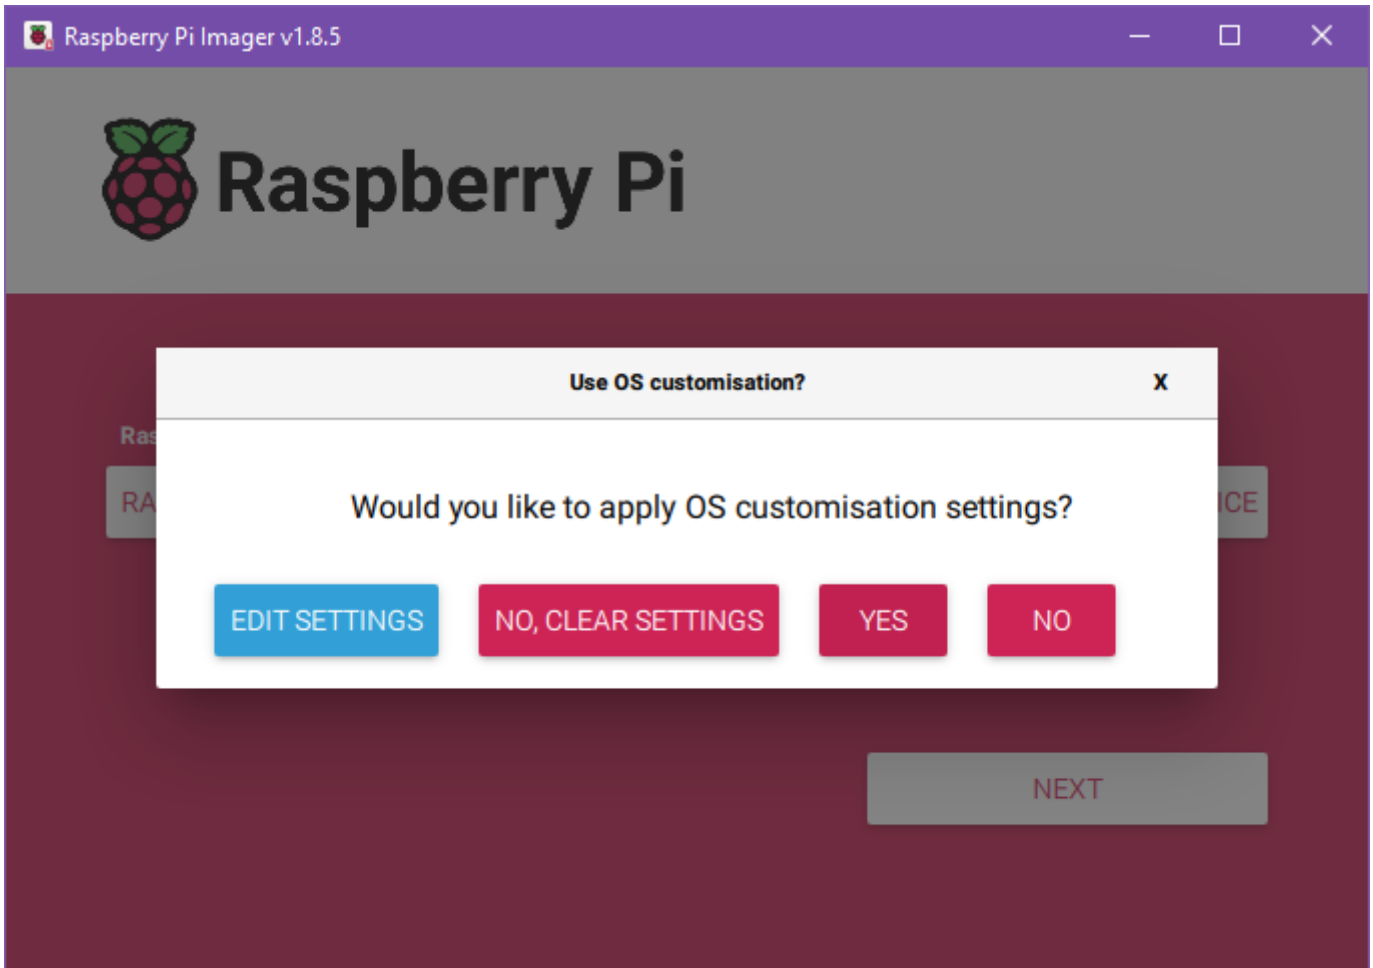 Raspberry Pi Imager v1.8.5
Raspberry Pi
Use OS customisation? X
Would you like to apply OS customisation settings?
EDIT SETTINGS NO, CLEAR SETTINGS YES NO
NEXT